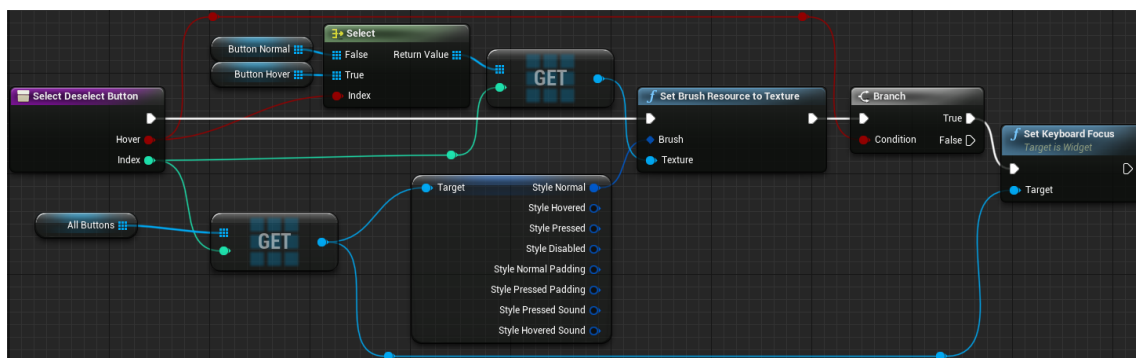 Select
Button Normal
False
Return Value
Button Hover
True
Index
GET
Select Deselect Button
Hover
Index
Set Brush Resource to Texture
Brush
Texture
Branch
True
Condition
False
Set Keyboard Focus
Target is Widget
Target
All Buttons
GET
Target
Style Normal
Style Hovered
Style Pressed
Style Disabled
Style Normal Padding
Style Pressed Padding
Style Pressed Sound
Style Hovered Sound